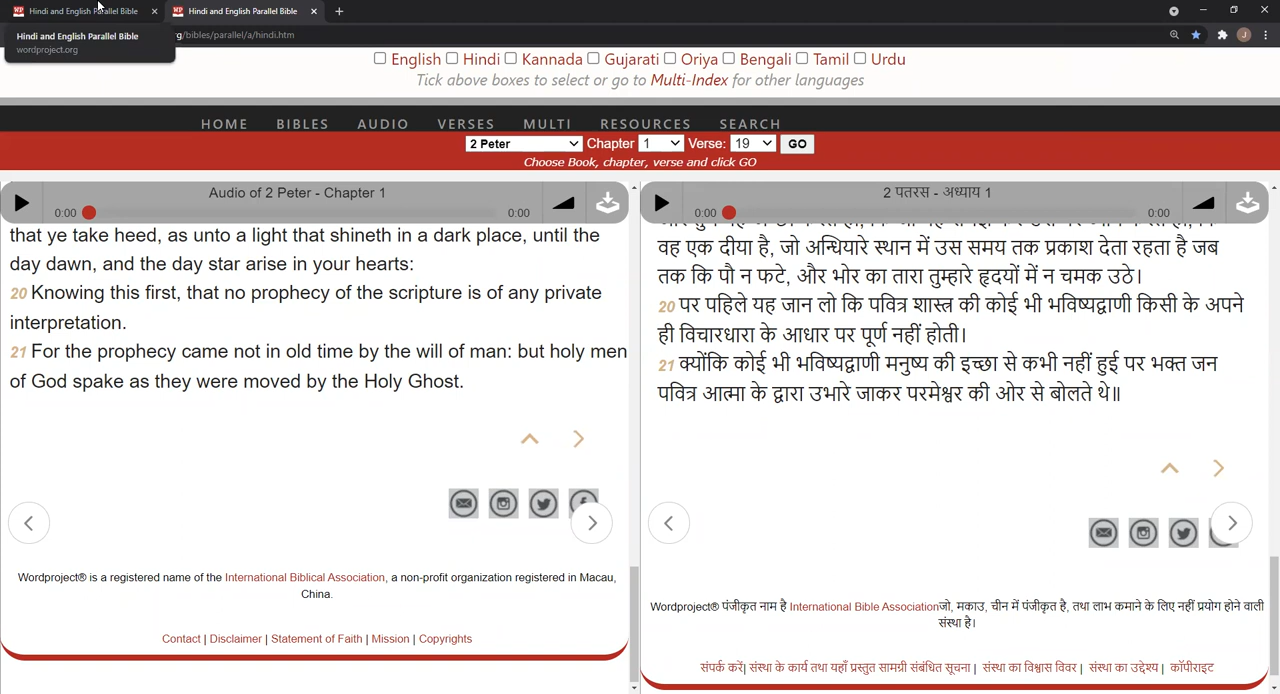 Hindi and English Parallel Bible
Hindi and English Parallel Bible
Hindi and English Parallel Bible
wordproject.org
rg/bibles/parallel/a/hindi.htm
J
English Hindi Kannada Gujarati Oriya Bengali Tamil Urdu
Tick above boxes to select or go to Multi-Index for other languages
HOME BIBLES AUDIO VERSES MULTI RESOURCES SEARCH
2 Peter Chapter 1 Verse: 19 GO
Choose Book, chapter, verse and click GO
Audio of 2 Peter - Chapter 1
0:00 0:00
that ye take heed, as unto a light that shineth in a dark place, until the
day dawn, and the day star arise in your hearts:
20 Knowing this first, that no prophecy of the scripture is of any private
interpretation.
21 For the prophecy came not in old time by the will of man: but holy men
of God spake as they were moved by the Holy Ghost.
Wordproject® is a registered name of the International Biblical Association, a non-profit organization registered in Macau,
China.
Contact | Disclaimer | Statement of Faith | Mission | Copyrights
2 पतरस - अध्याय 1
0:00 0:00
वह एक दीया है, जो अन्धियारे स्थान में उस समय तक प्रकाश देता रहता है जब
तक कि पौ न फटे, और भोर का तारा तुम्हारे हृदयों में न चमक उठे।
20 पर पहिले यह जान लो कि पवित्र शास्त्र की कोई भी भविष्यद्वाणी किसी के अपने
ही विचारधारा के आधार पर पूर्ण नहीं होती।
21 क्योंकि कोई भी भविष्यद्वाणी मनुष्य की इच्छा से कभी नहीं हुई पर भक्त जन
पवित्र आत्मा के द्वारा उभारे जाकर परमेश्वर की ओर से बोलते थे॥
Wordproject® पंजीकृत नाम है International Bible Associationजो, मकाउ, चीन में पंजीकृत है, तथा लाभ कमाने के लिए नहीं प्रयोग होने वाली
संस्था है।
संपर्क करें| संस्था के कार्य तथा यहाँ प्रस्तुत सामग्री संबंधित सूचना | संस्था का विश्वास विवर | संस्था का उद्देश्य | कॉपीराइट